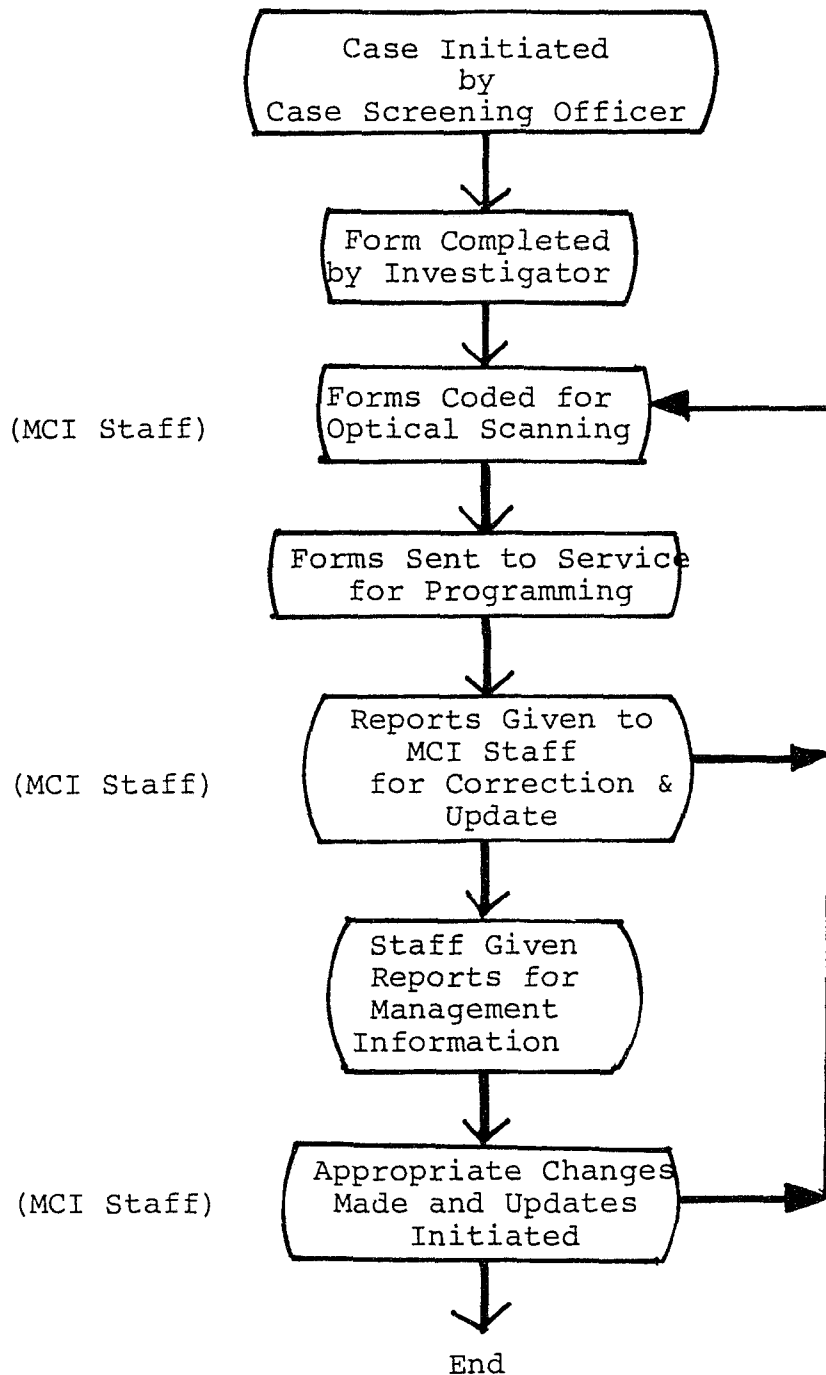 Case Initiated
by
Case Screening Officer
Form Completed
by Investigator
(MCI Staff)
Forms Coded for
Optical Scanning
Forms Sent to Service
for Programming
(MCI Staff)
Reports Given to
MCI Staff
for Correction &
Update
Staff Given
Reports for
Management
Information
(MCI Staff)
Appropriate Changes
Made and Updates
Initiated
End